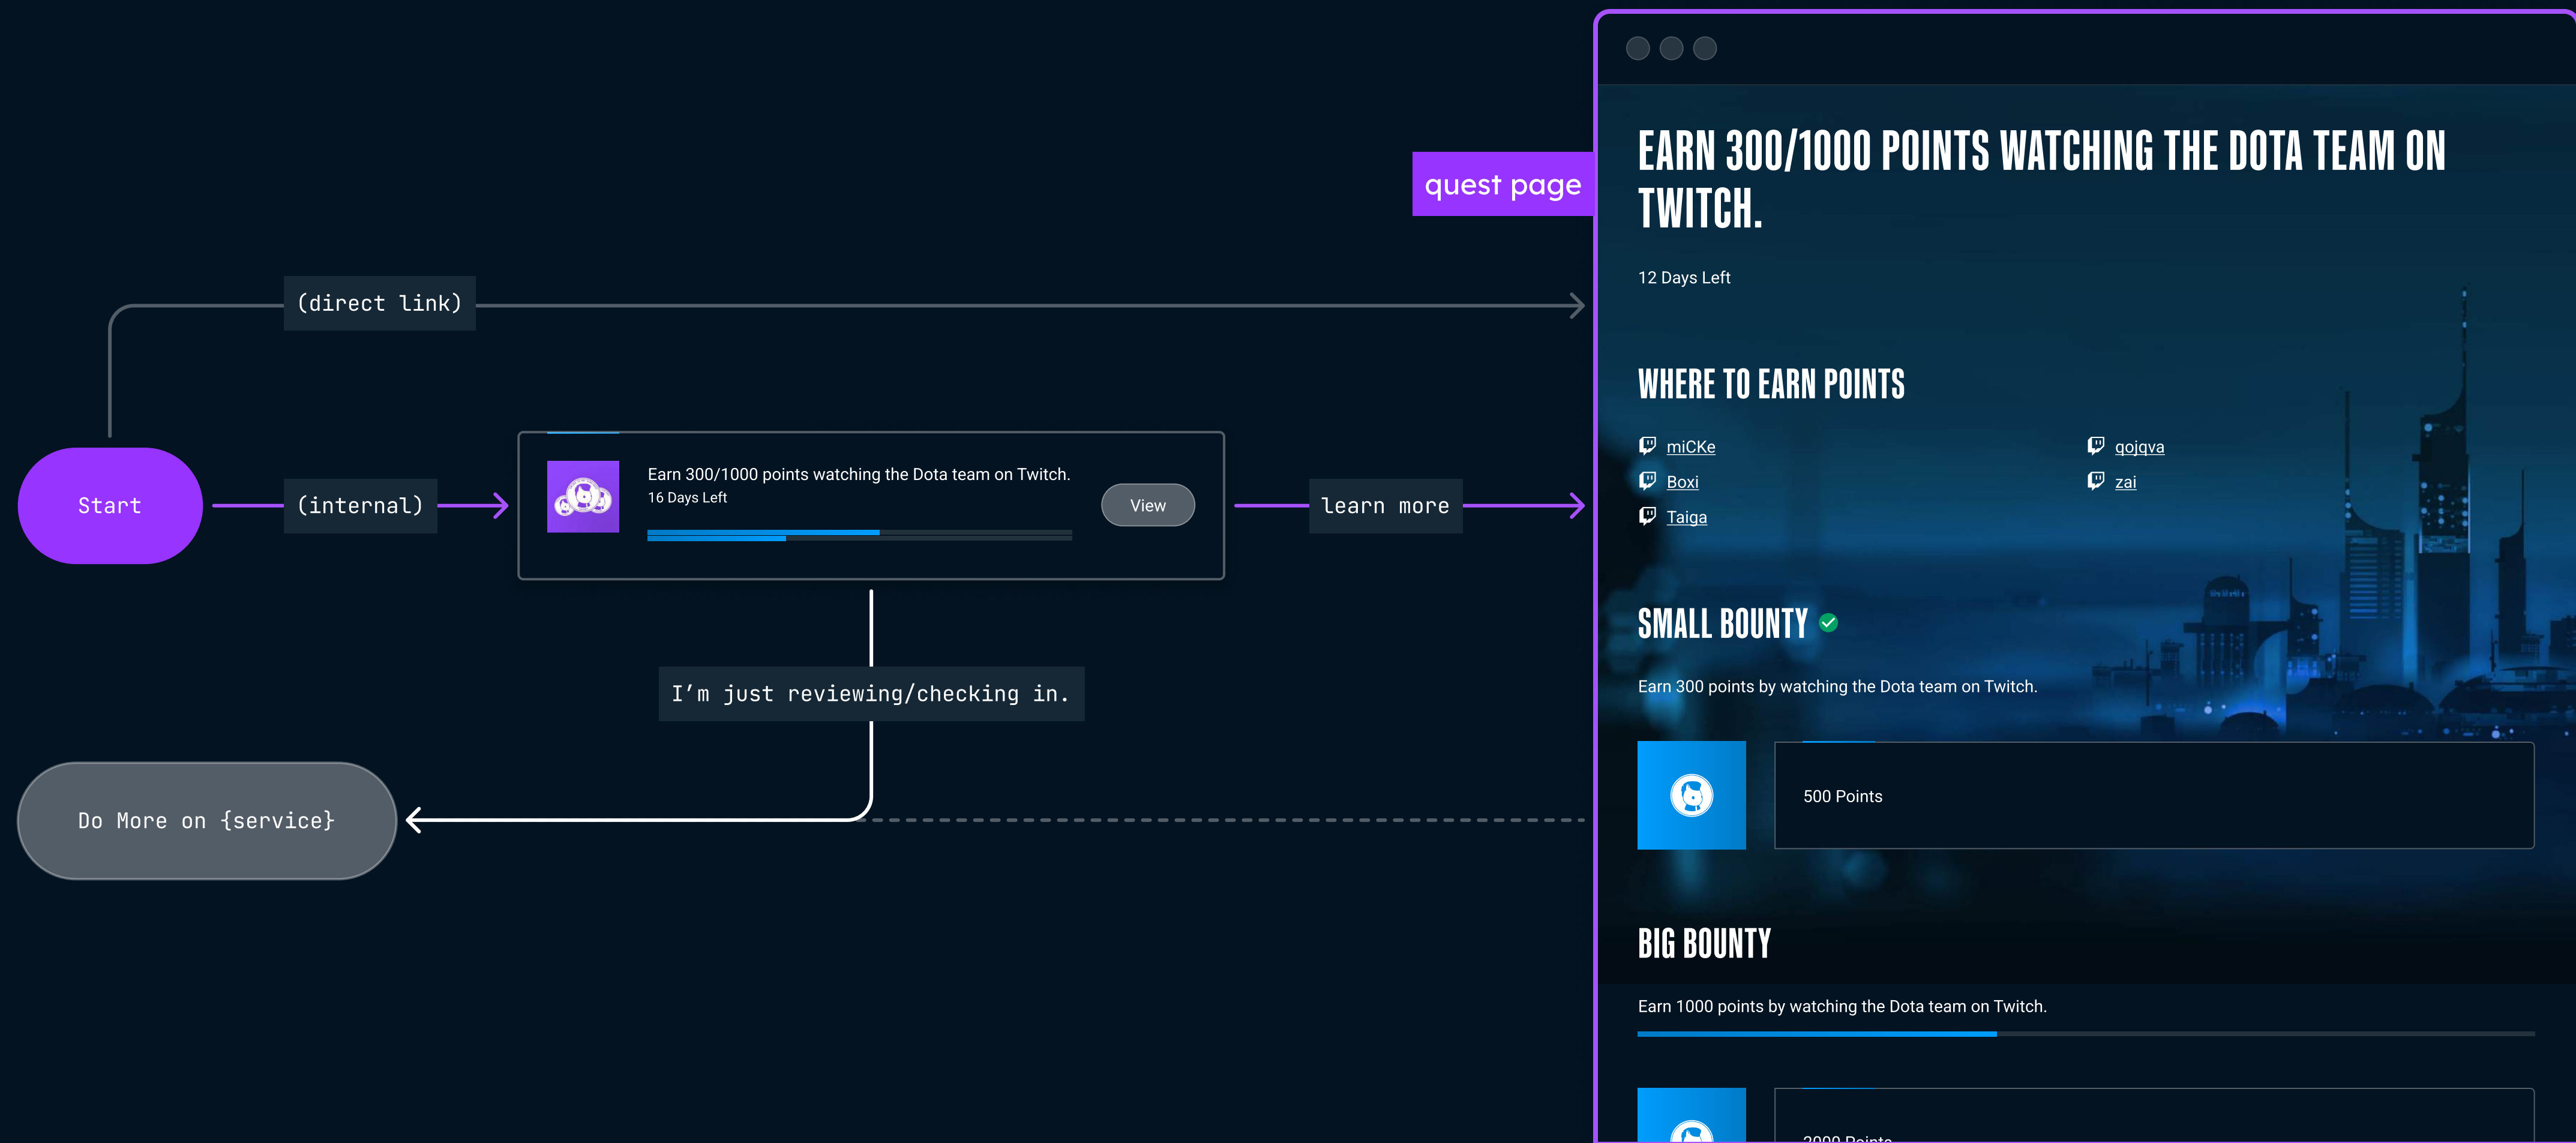 quest page
(direct link)
Start
(internal)
Earn 300/1000 points watching the Dota team on Twitch.
16 Days Left
View
learn more
I’m just reviewing/checking in.
Do More on {service}
EARN 300/1000 POINTS WATCHING THE DOTA TEAM ON
TWITCH.
12 Days Left
WHERE TO EARN POINTS
miCKe
qojqva
Boxi
zai
Taiga
SMALL BOUNTY
Earn 300 points by watching the Dota team on Twitch.
500 Points
BIG BOUNTY
Earn 1000 points by watching the Dota team on Twitch.
Points